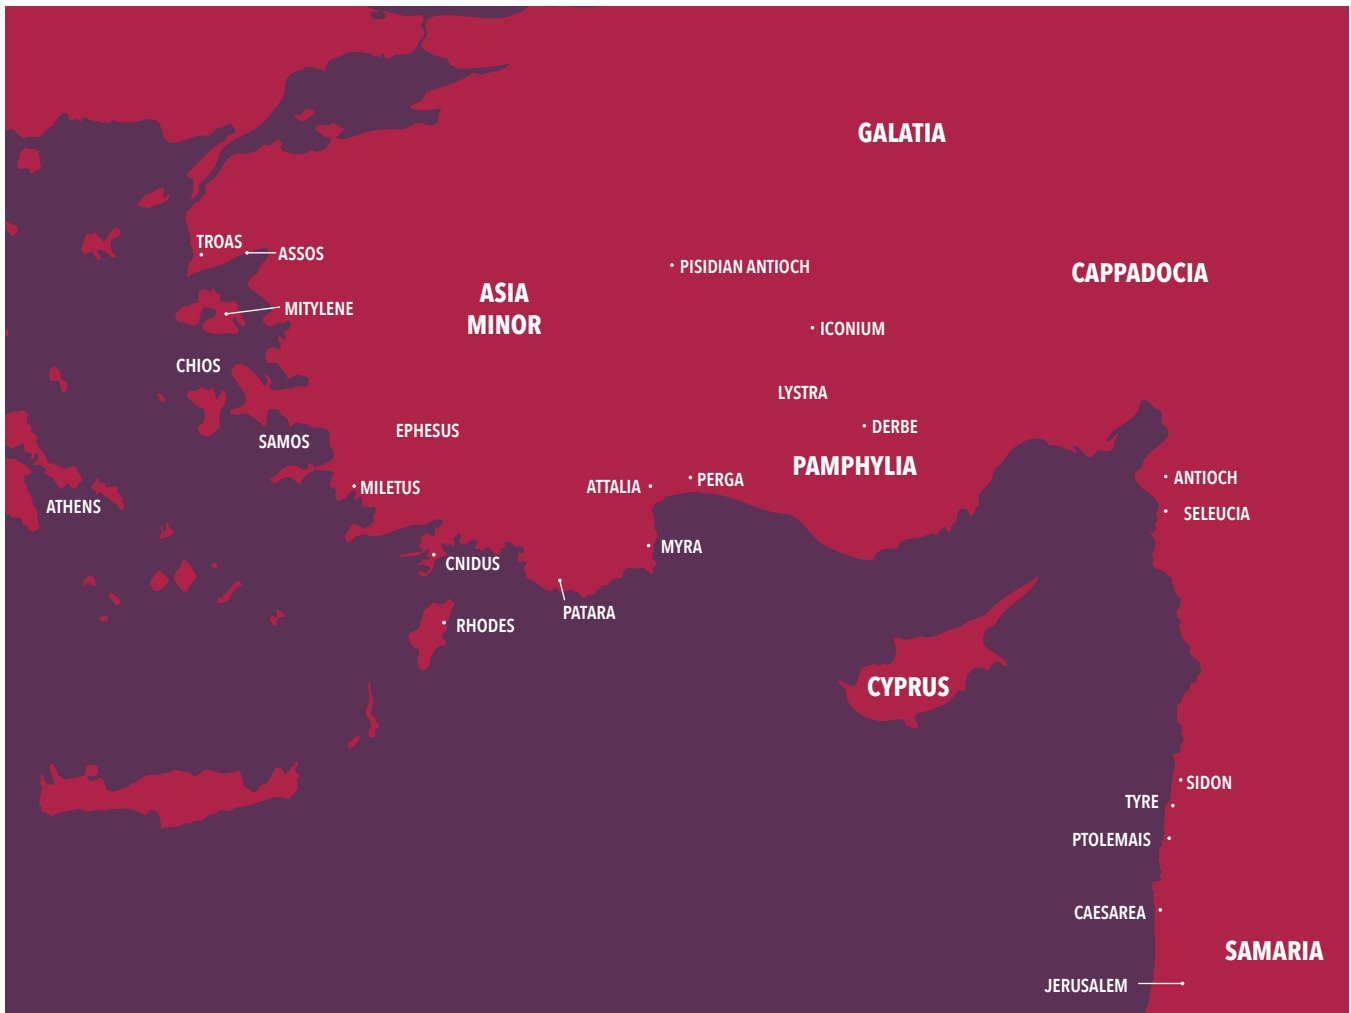 GALATIA
TROAS
ASSOS
PISIDIAN ANTIOCH
CAPPADOCIA
ASIA
MINOR
MITYLENE
ICONIUM
CHIOS
LYSTRA
DERBE
EPHESUS
SAMOS
PAMPHYLIA
ANTIOCH
PERGA
ATTALIA
MILETUS
ATHENS
SELEUCIA
MYRA
CNIDUS
PATARA
RHODES
CYPRUS
SIDON
TYRE
PTOLEMAIS
CAESAREA
SAMARIA
JERUSALEM